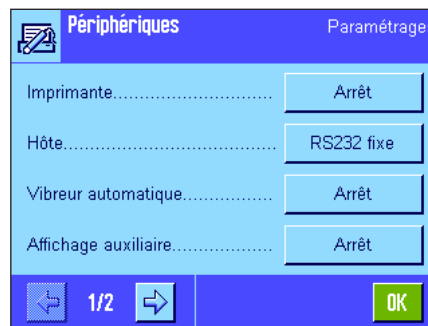 Périphériques Paramétrage
Imprimante............................ Arrêt
Hôte..................................... RS232 fixe
Vibreur automatique................ Arrêt
Affichage auxiliaire................... Arrêt
1/2 OK